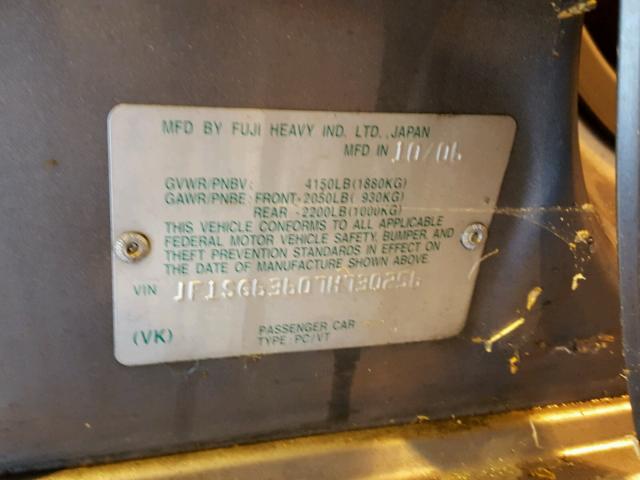 MFD BY FUJI HEAVY IND. LTD., JAPAN
MFD IN 10/06
GVWR/PNBV: 4150LB(1880KG)
GAWR/PNBE: FRONT-2050LB( 930KG)
REAR -2200LB(1000KG)
THIS VEHICLE CONFORMS TO ALL APPLICABLE
FEDERAL MOTOR VEHICLE SAFETY, BUMPER, AND
THEFT PREVENTION STANDARDS IN EFFECT ON
THE DATE OF MANUFACTURE SHOWN ABOVE
VIN JF1SG63607H730256
(VK) PASSENGER CAR
TYPE: PC/VT